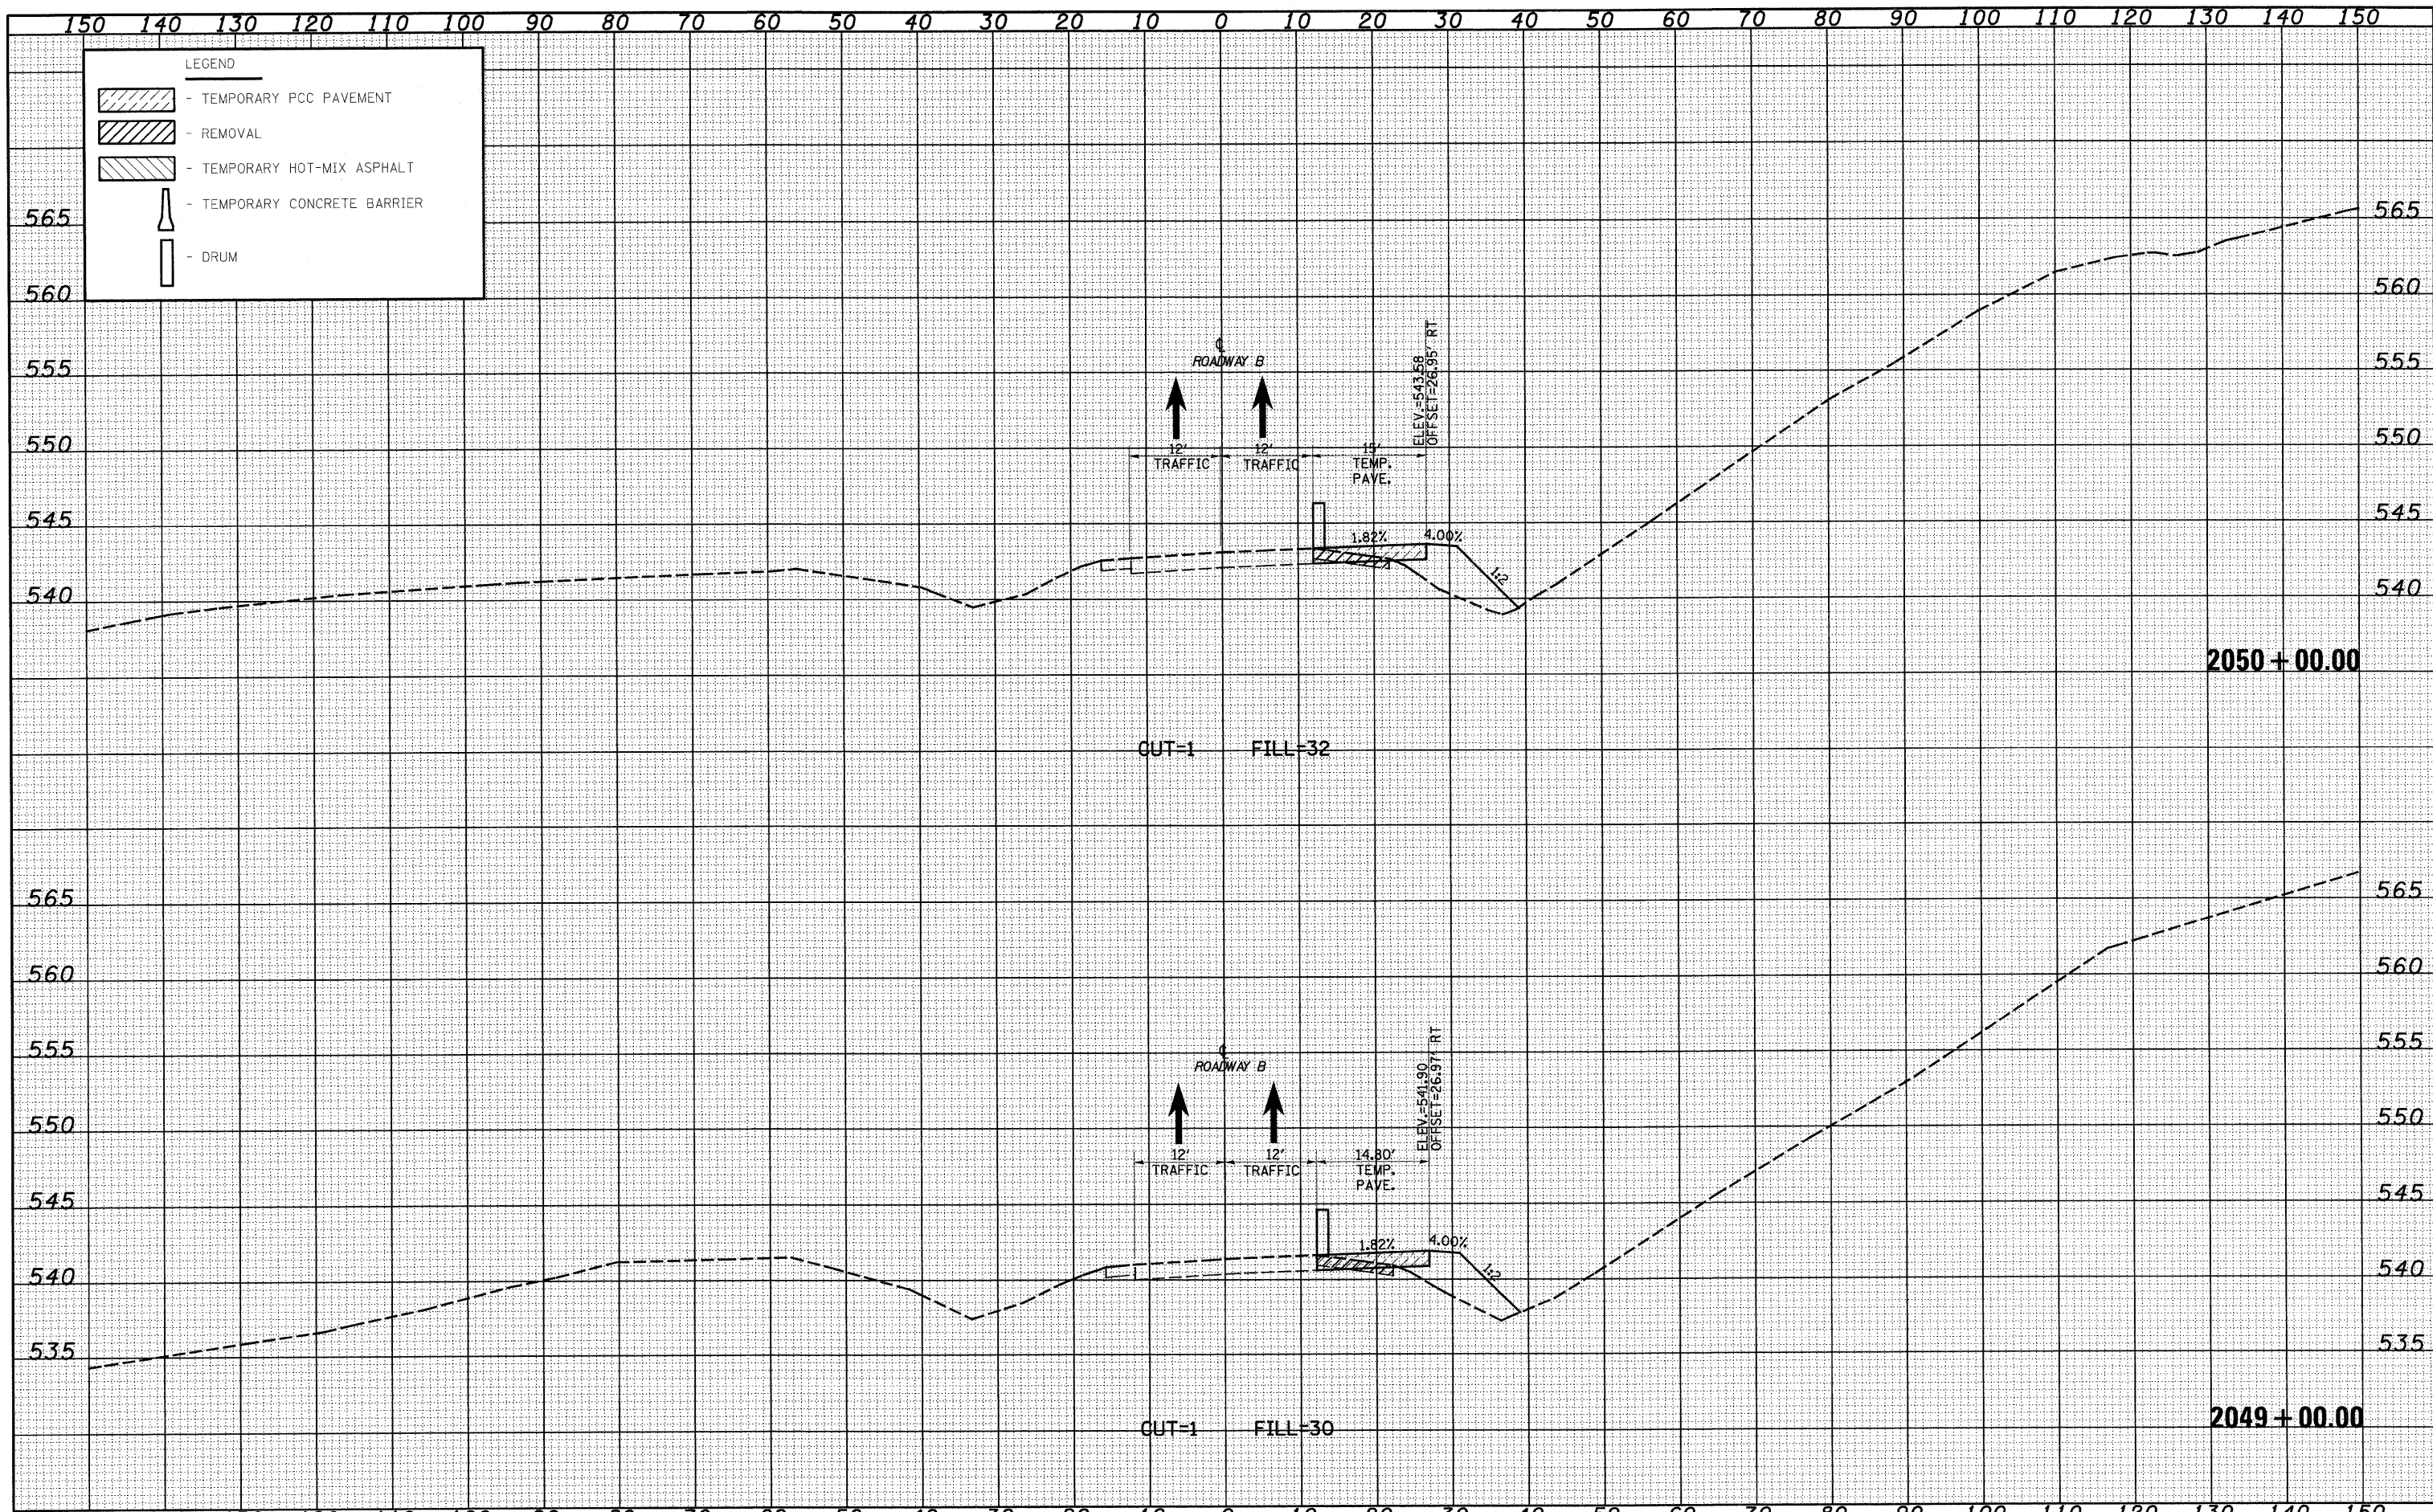 150 140 130 120 110 100 90 80 70 60 50 40 30 20 10 0 10 20 30 40 50 60 70 80 90 100 110 120 130 140 150
LEGEND
- TEMPORARY PCC PAVEMENT
- REMOVAL
- TEMPORARY HOT-MIX ASPHALT
- TEMPORARY CONCRETE BARRIER
- DRUM
565 565
560 560
555 555
550 550
545 545
540 540
℄
ROADWAY B
ELEV.=543.58
OFFSET=26.95' RT
12' 12' 15'
TRAFFIC TRAFFIC TEMP.
PAVE.
1.82% 4.00%
1:2
2050+00.00
CUT=1 FILL=32
565 565
560 560
555 555
550 550
545 545
540 540
535 535
℄
ROADWAY B
ELEV.=541.90
OFFSET=26.97' RT
12' 12' 14.80'
TRAFFIC TRAFFIC TEMP.
PAVE.
1.82% 4.00%
1:2
2049+00.00
CUT=1 FILL=30